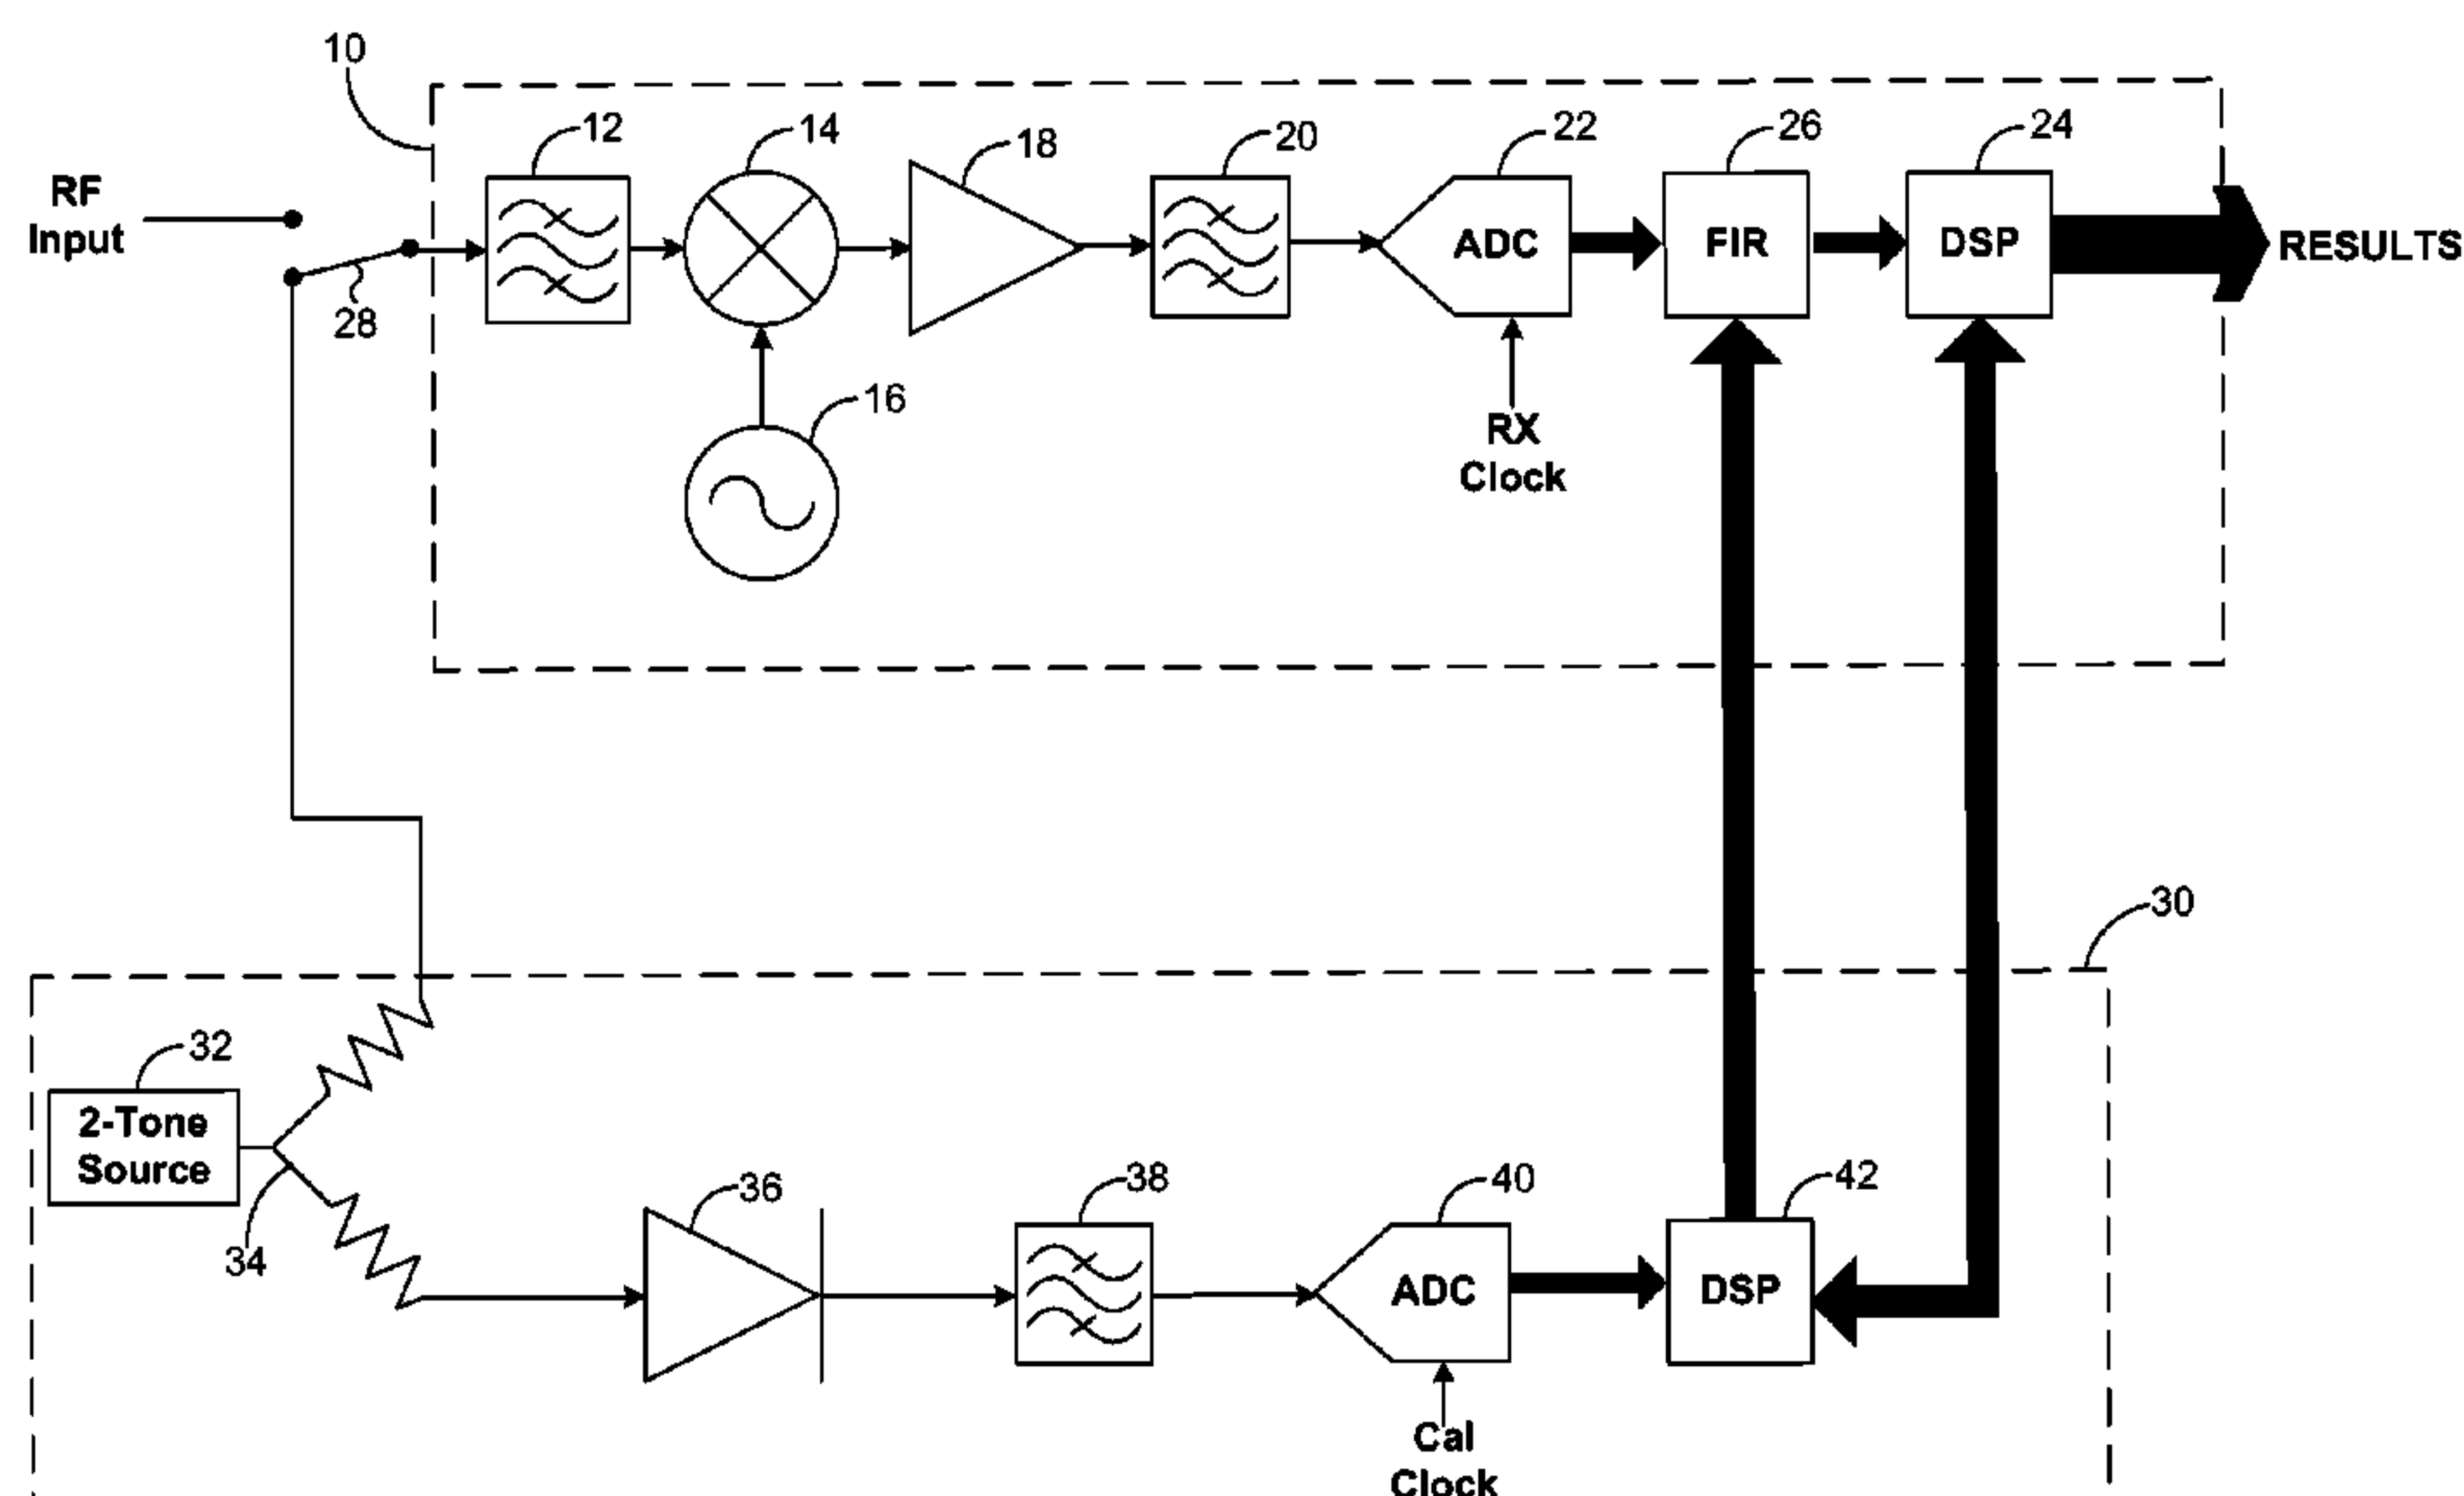 10
12
14
18
20
22
26
24
RF
Input
ADC
FIR
DSP
RESULTS
28
16
RX
Clock
30
32
2-Tone
Source
34
36
38
40
42
ADC
DSP
Cal
Clock